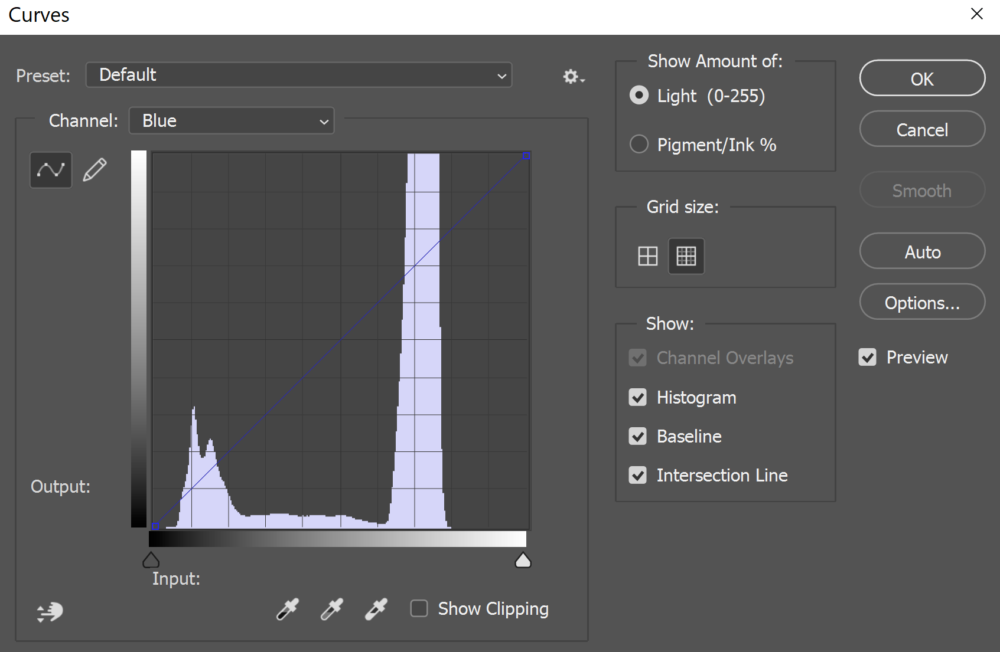 Curves
Preset: Default
Channel: Blue
Output:
Input:
Show Clipping
Show Amount of:
Light (0-255)
Pigment/Ink %
Grid size:
Show:
Channel Overlays
Histogram
Baseline
Intersection Line
OK
Cancel
Smooth
Auto
Options...
Preview